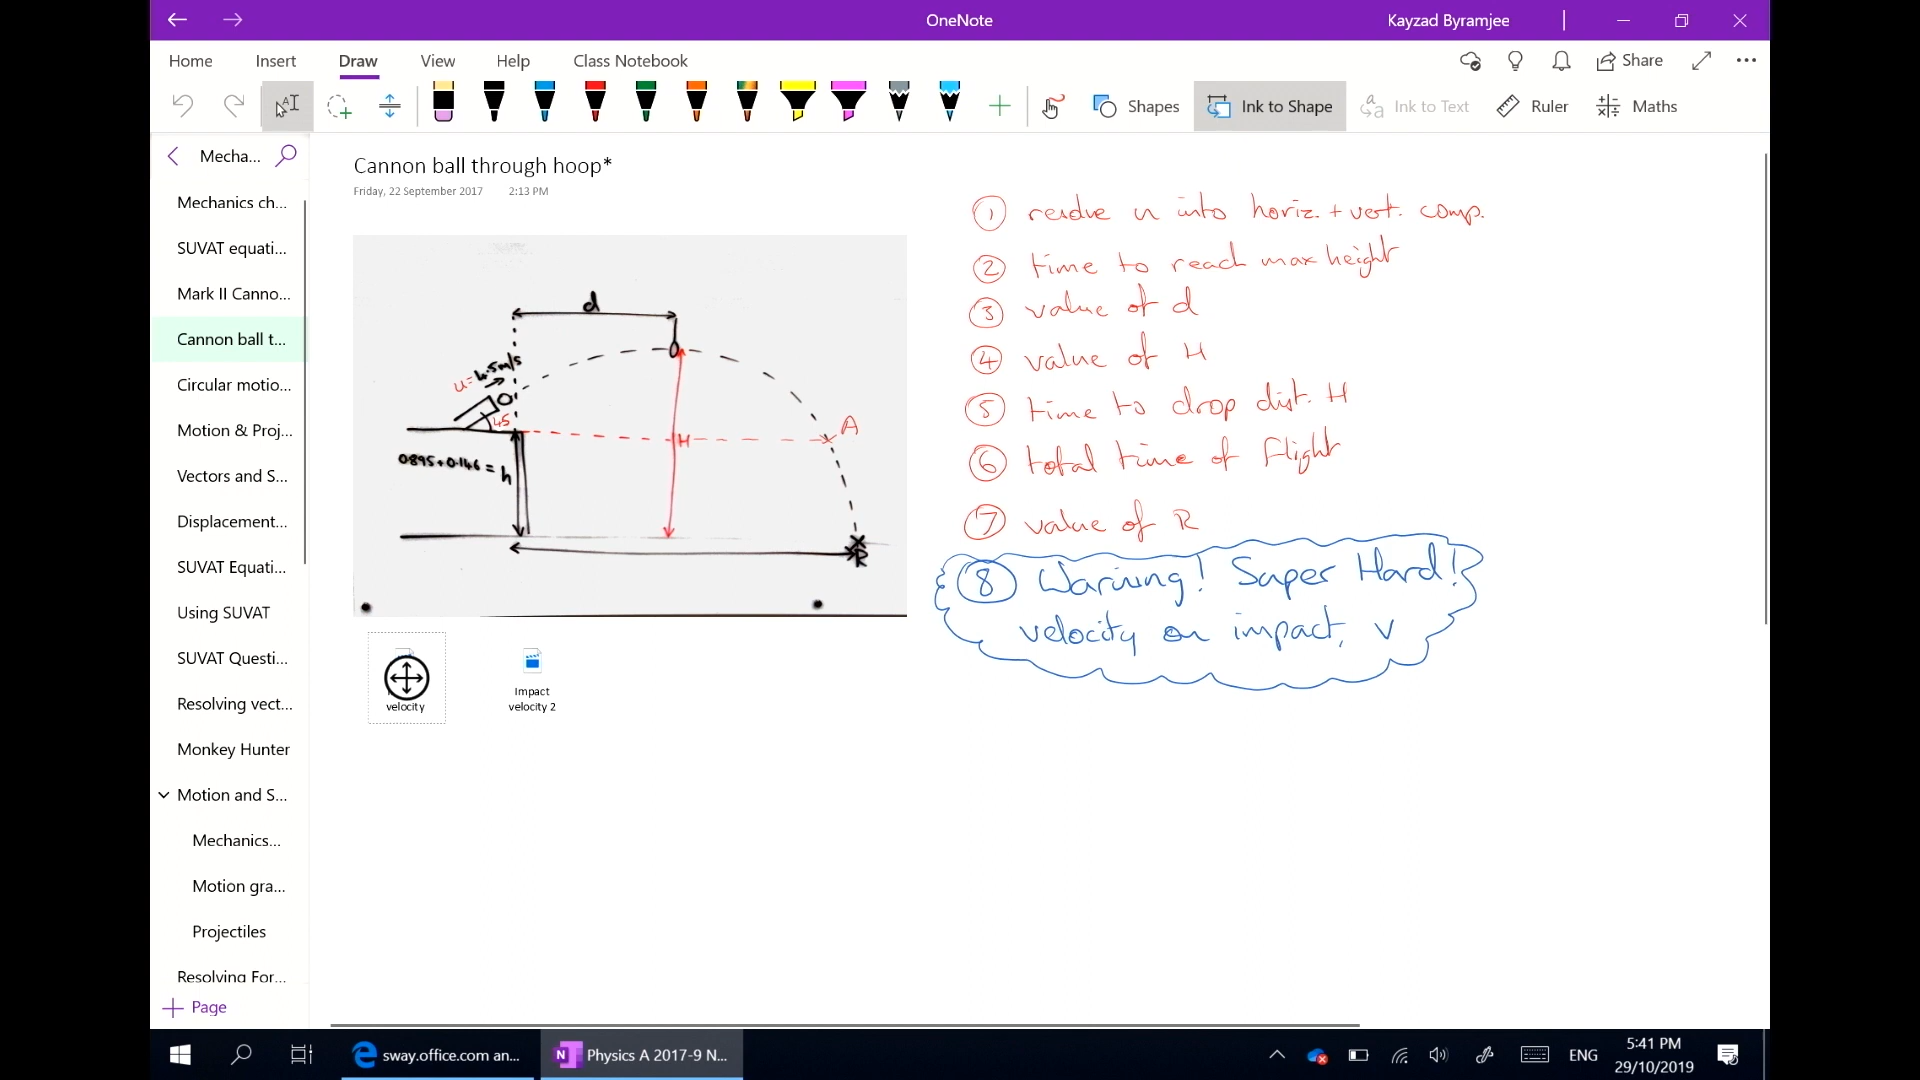 OneNote
Kayzad Byramjee
Home Insert Draw View Help Class Notebook
Share
Shapes Ink to Shape Ink to Text Ruler Maths
Mecha...
Mechanics ch...
SUVAT equati...
Mark II Canno...
Cannon ball t...
Circular motio...
Motion & Proj...
Vectors and S...
Displacement...
SUVAT Equati...
Using SUVAT
SUVAT Questi...
Resolving vect...
Monkey Hunter
Motion and S...
Mechanics...
Motion gra...
Projectiles
Resolving For...
Page
Cannon ball through hoop*
Friday, 22 September 2017 2:13 PM
d
u=4.5m/s
45
A
H
0.895+0.146 = h
R
velocity
Impact
velocity 2
① resolve u into horiz. + vert. comp.
② time to reach max height
③ value of d
④ value of H
⑤ time to drop dist. H
⑥ total time of flight
⑦ value of R
⑧ Warning! Super Hard!
velocity on impact, v
sway.office.com an...
Physics A 2017-9 N...
ENG
5:41 PM
29/10/2019